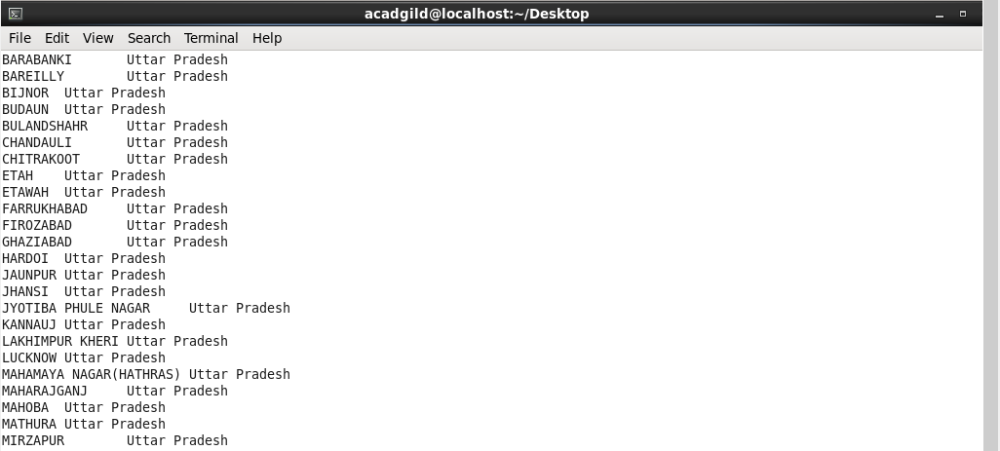 acadgild@localhost:~/Desktop
File Edit View Search Terminal Help
BARABANKI Uttar Pradesh
BAREILLY Uttar Pradesh
BIJNOR Uttar Pradesh
BUDAUN Uttar Pradesh
BULANDSHAHR Uttar Pradesh
CHANDAULI Uttar Pradesh
CHITRAKOOT Uttar Pradesh
ETAH Uttar Pradesh
ETAWAH Uttar Pradesh
FARRUKHABAD Uttar Pradesh
FIROZABAD Uttar Pradesh
GHAZIABAD Uttar Pradesh
HARDOI Uttar Pradesh
JAUNPUR Uttar Pradesh
JHANSI Uttar Pradesh
JYOTIBA PHULE NAGAR Uttar Pradesh
KANNAUJ Uttar Pradesh
LAKHIMPUR KHERI Uttar Pradesh
LUCKNOW Uttar Pradesh
MAHAMAYA NAGAR(HATHRAS) Uttar Pradesh
MAHARAJGANJ Uttar Pradesh
MAHOBA Uttar Pradesh
MATHURA Uttar Pradesh
MIRZAPUR Uttar Pradesh